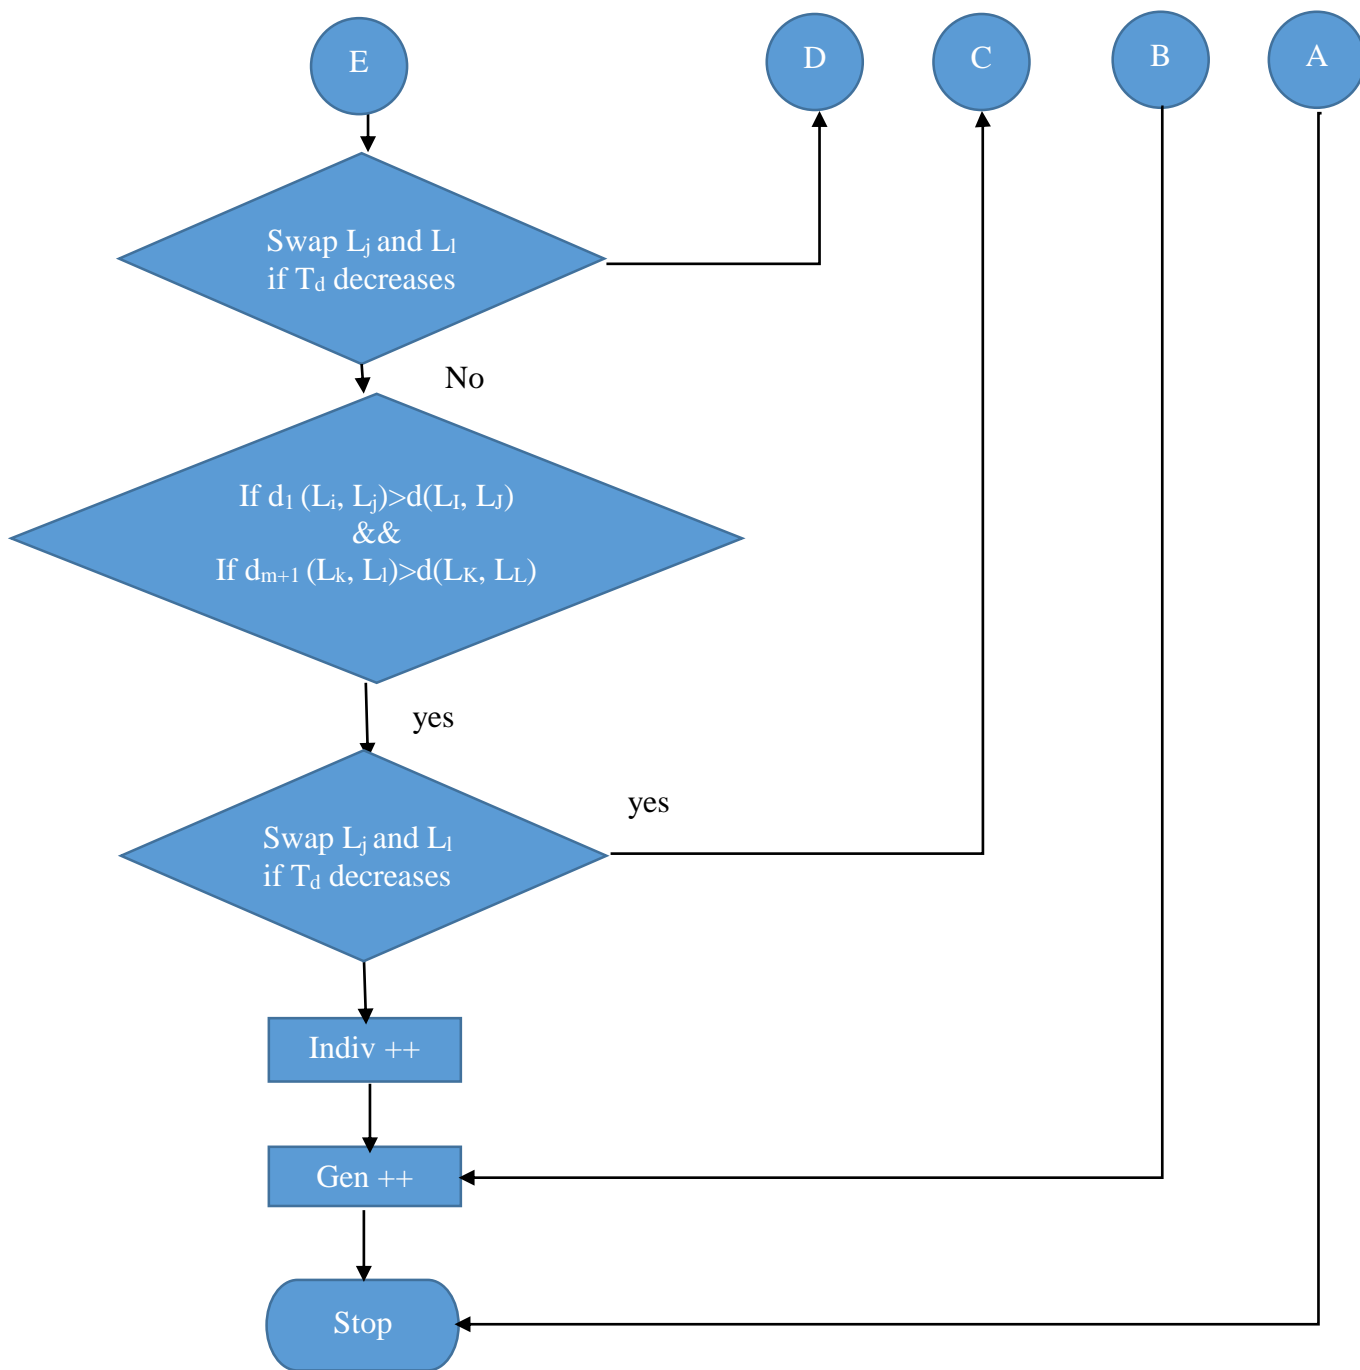 E
D
C
B
A
Swap Lj and Ll
if Td decreases
No
If d1 (Li, Lj)>d(LI, LJ)
&&
If dm+1 (Lk, Ll)>d(LK, LL)
yes
yes
Swap Lj and Ll
if Td decreases
Indiv ++
Gen ++
Stop